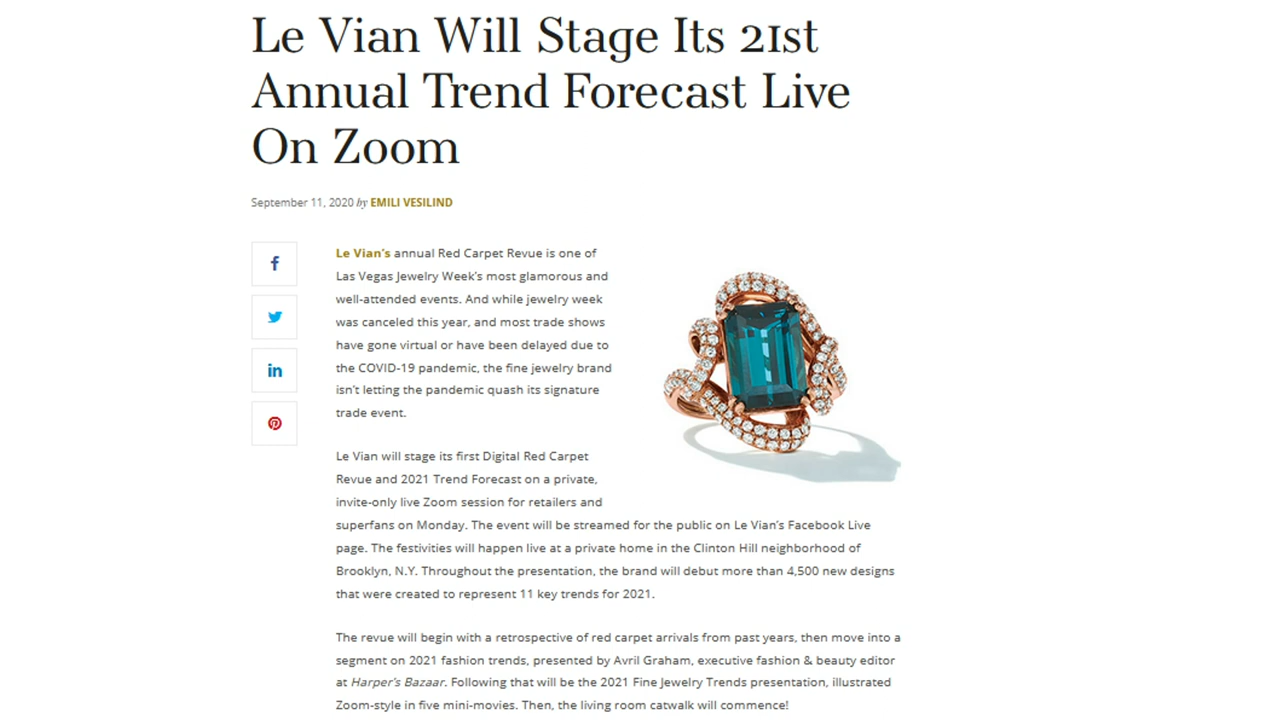 Le Vian Will Stage Its 21st
Annual Trend Forecast Live
On Zoom
September 11, 2020 by EMILI VESILIND
f
in
Le Vian's annual Red Carpet Revue is one of
Las Vegas Jewelry Week's most glamorous and
well-attended events. And while jewelry week
was canceled this year, and most trade shows
have gone virtual or have been delayed due to
the COVID-19 pandemic, the fine jewelry brand
isn't letting the pandemic quash its signature
trade event.
Le Vian will stage its first Digital Red Carpet
Revue and 2021 Trend Forecast on a private,
invite-only live Zoom session for retailers and
superfans on Monday. The event will be streamed for the public on Le Vian's Facebook Live
page. The festivities will happen live at a private home in the Clinton Hill neighborhood of
Brooklyn, N.Y. Throughout the presentation, the brand will debut more than 4,500 new designs
that were created to represent 11 key trends for 2021.
The revue will begin with a retrospective of red carpet arrivals from past years, then move into a
segment on 2021 fashion trends, presented by Avril Graham, executive fashion & beauty editor
at Harper's Bazaar. Following that will be the 2021 Fine Jewelry Trends presentation, illustrated
Zoom-style in five mini-movies. Then, the living room catwalk will commence!